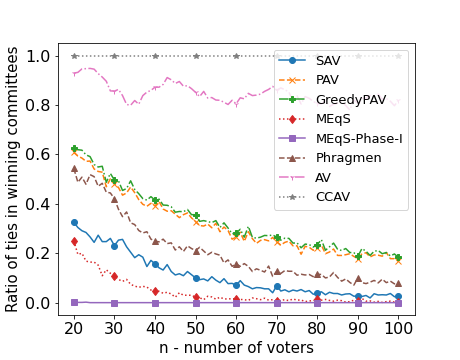 Ratio of ties in winning committees
1.0
0.8
0.6
0.4
0.2
0.0
20 30 40 50 60 70 80 90 100
n - number of voters
SAV
PAV
GreedyPAV
MEqS
MEqS-Phase-I
Phragmen
AV
CCAV